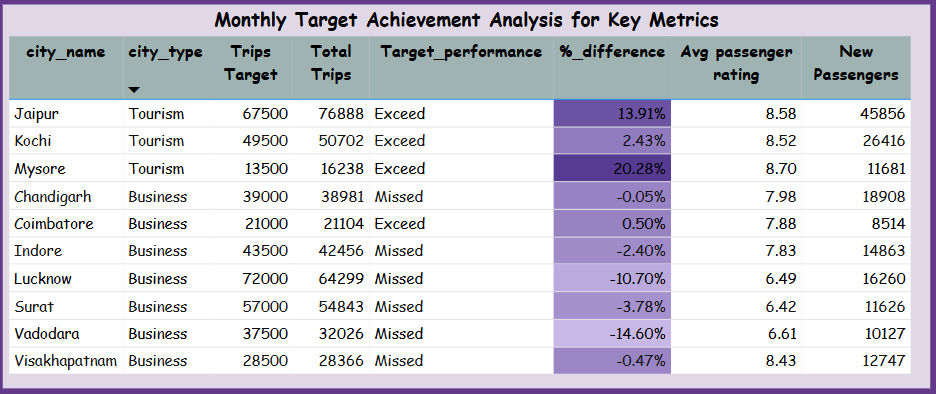 Monthly Target Achievement Analysis for Key Metrics
city_name city_type Trips Target Total Trips Target_performance %_difference Avg passenger rating New Passengers
Jaipur Tourism 67500 76888 Exceed 13.91% 8.58 45856
Kochi Tourism 49500 50702 Exceed 2.43% 8.52 26416
Mysore Tourism 13500 16238 Exceed 20.28% 8.70 11681
Chandigarh Business 39000 38981 Missed -0.05% 7.98 18908
Coimbatore Business 21000 21104 Exceed 0.50% 7.88 8514
Indore Business 43500 42456 Missed -2.40% 7.83 14863
Lucknow Business 72000 64299 Missed -10.70% 6.49 16260
Surat Business 57000 54843 Missed -3.78% 6.42 11626
Vadodara Business 37500 32026 Missed -14.60% 6.61 10127
Visakhapatnam Business 28500 28366 Missed -0.47% 8.43 12747